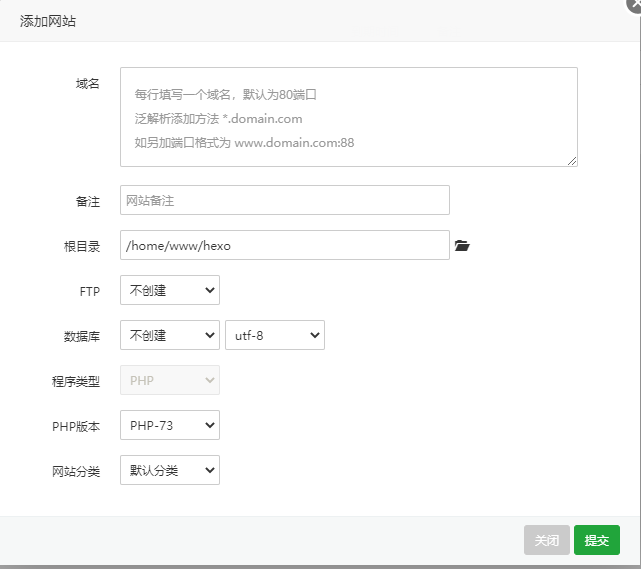 添加网站
域名
每行填写一个域名，默认为80端口
泛解析添加方法 *.domain.com
如另加端口格式为 www.domain.com:88
备注 网站备注
根目录 /home/www/hexo
FTP 不创建
数据库 不创建 utf-8
程序类型 PHP
PHP版本 PHP-73
网站分类 默认分类
关闭 提交